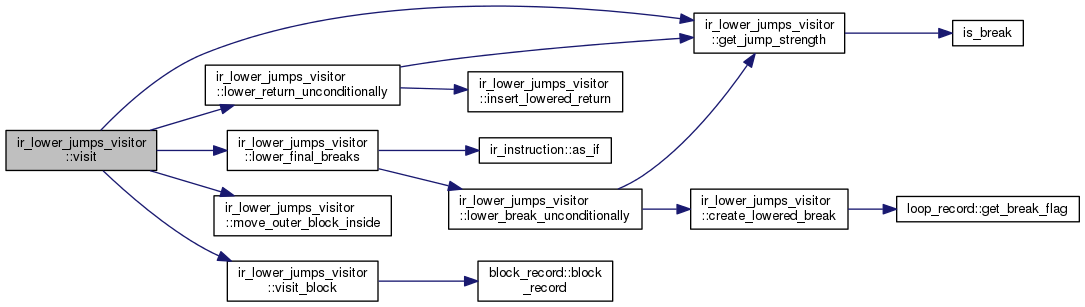 ir_lower_jumps_visitor
::visit
ir_lower_jumps_visitor
::lower_return_unconditionally
ir_lower_jumps_visitor
::lower_final_breaks
ir_lower_jumps_visitor
::move_outer_block_inside
ir_lower_jumps_visitor
::visit_block
ir_lower_jumps_visitor
::insert_lowered_return
ir_instruction::as_if
ir_lower_jumps_visitor
::lower_break_unconditionally
block_record::block
_record
ir_lower_jumps_visitor
::get_jump_strength
ir_lower_jumps_visitor
::create_lowered_break
is_break
loop_record::get_break_flag